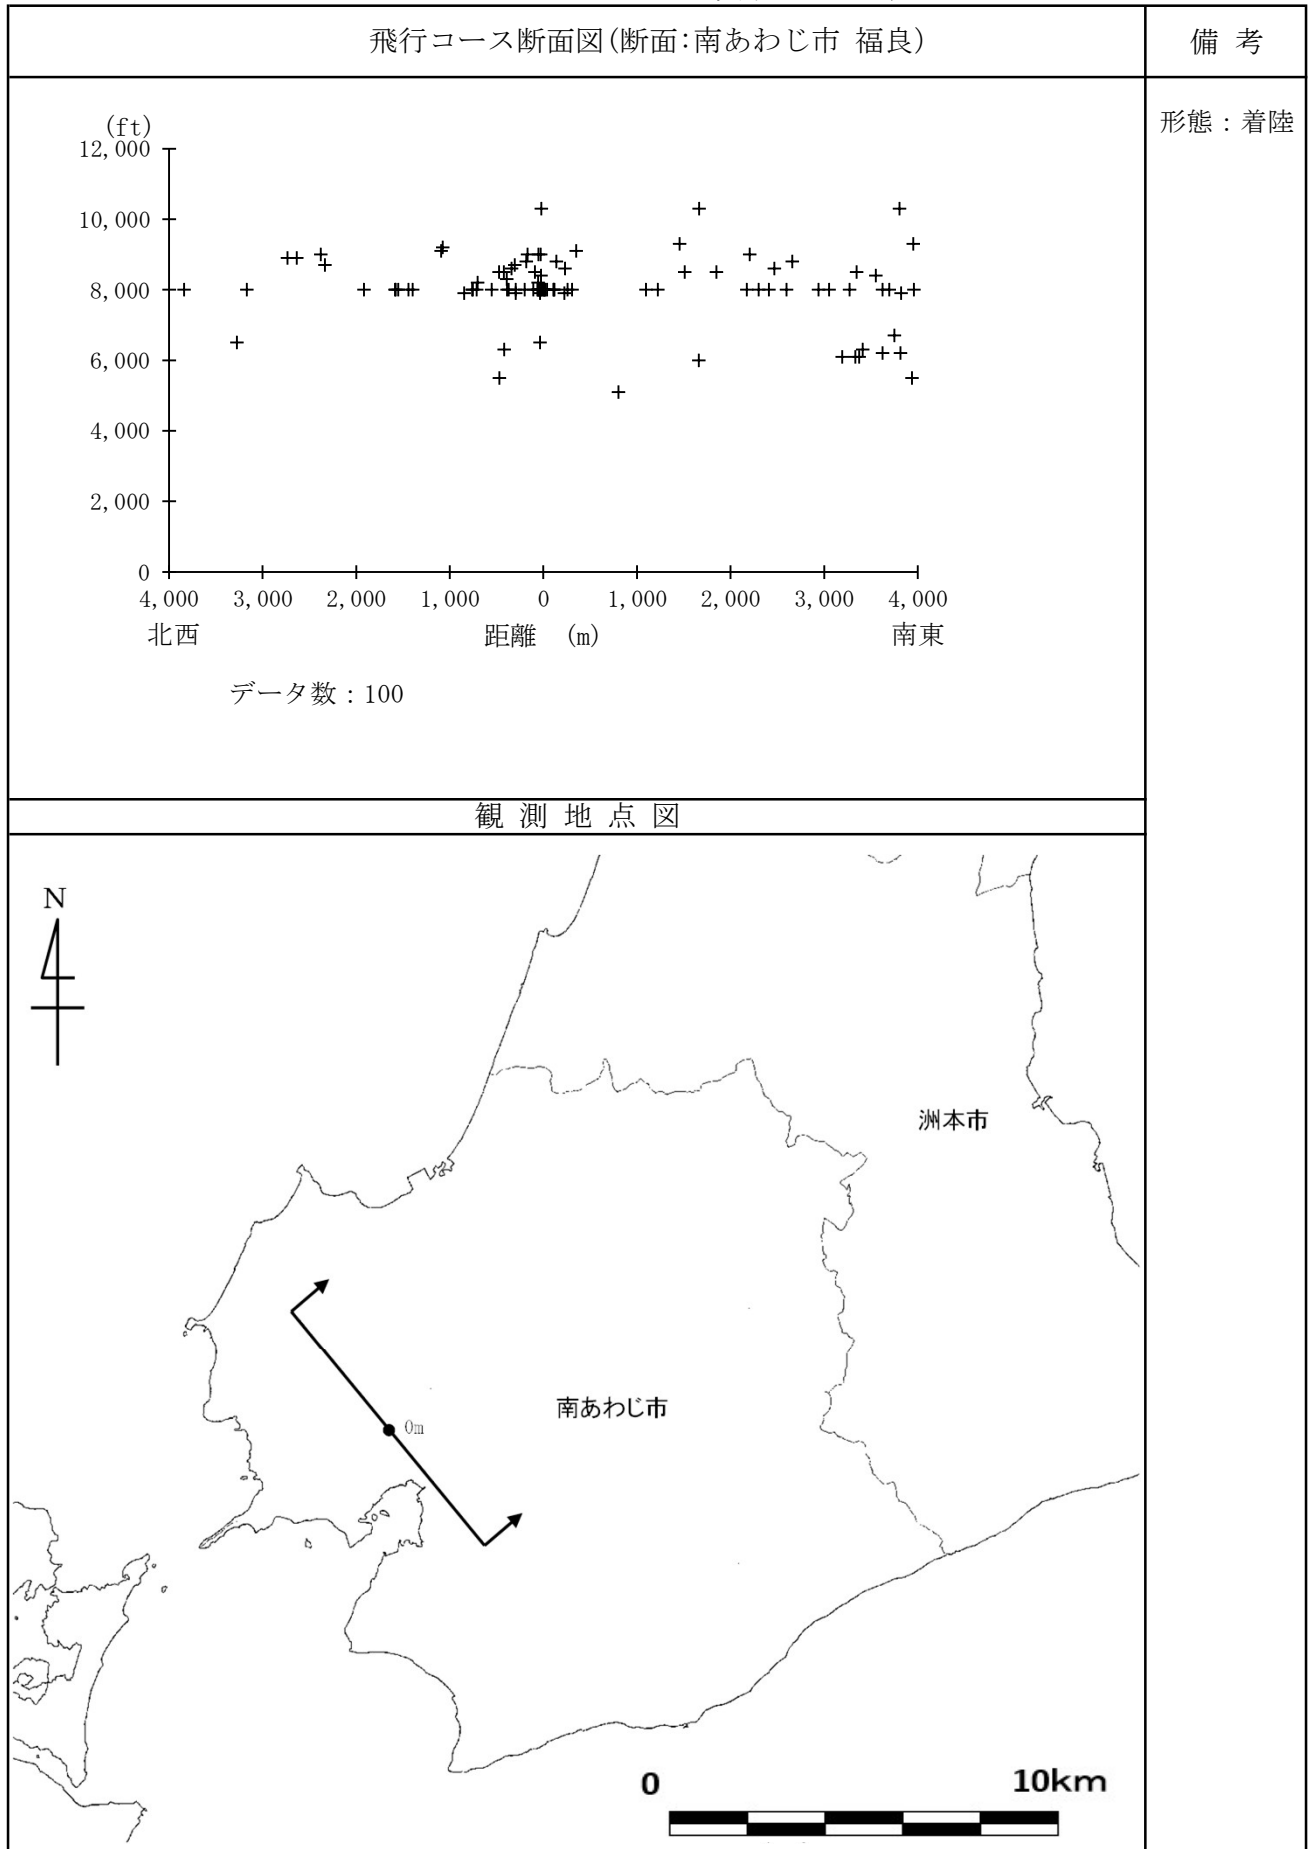 飛行コース断面図(断面:南あわじ市 福良)
備 考
形態：着陸
(ft)
12,000
10,000
8,000
6,000
4,000
2,000
0
4,000 3,000 2,000 1,000 0 1,000 2,000 3,000 4,000
北西 距離 (m) 南東
データ数：100
観 測 地 点 図
N
洲本市
南あわじ市
0m
0 10km